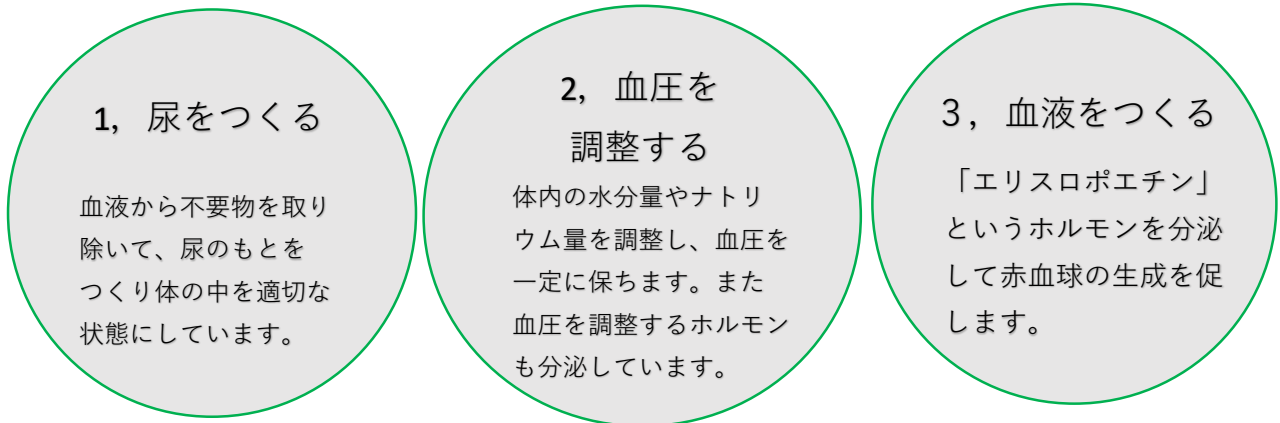 1, 尿をつくる
血液から不要物を取り
除いて、尿のもとを
つくり体の中を適切な
状態にしています。
2, 血圧を
調整する
体内の水分量やナトリ
ウム量を調整し、血圧を
一定に保ちます。また
血圧を調整するホルモン
も分泌しています。
３，血液をつくる
「エリスロポエチン」
というホルモンを分泌
して赤血球の生成を促
します。